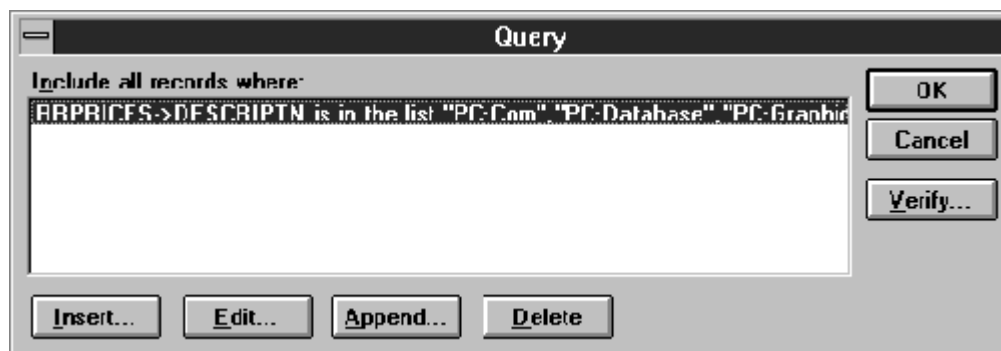 Query
Include all records where:
ARPRICES->DESCRIPTN is in the list "PC-Com","PC-Database","PC-Graphic
OK
Cancel
Verify...
Insert... Edit... Append... Delete